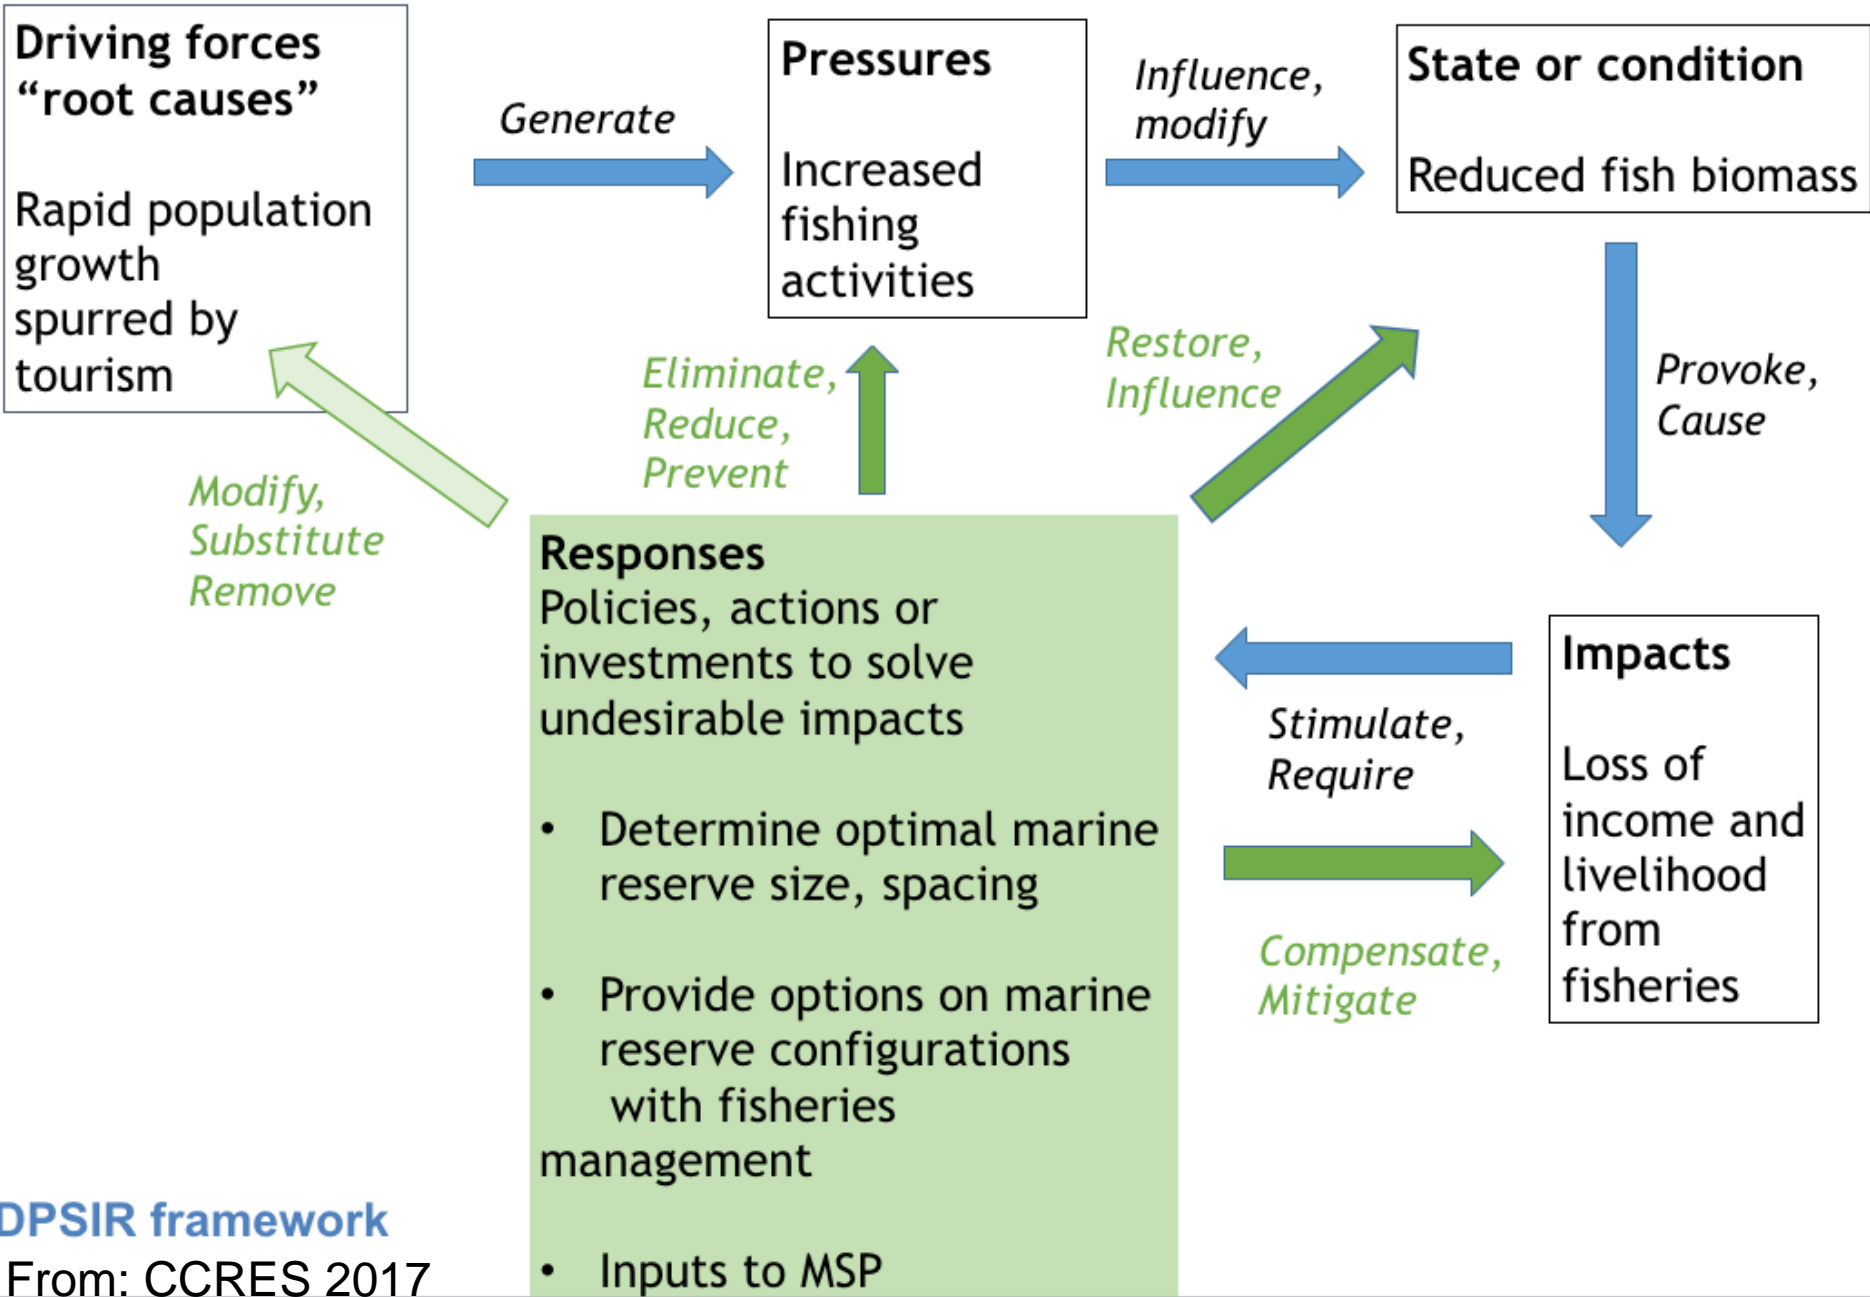 Driving forces
“root causes”
Rapid population
growth
spurred by
tourism
Generate
Pressures
Increased
fishing
activities
Influence,
modify
State or condition
Reduced fish biomass
Provoke,
Cause
Restore,
Influence
Eliminate,
Reduce,
Prevent
Modify,
Substitute
Remove
Responses
Policies, actions or
investments to solve
undesirable impacts
• Determine optimal marine
reserve size, spacing
• Provide options on marine
reserve configurations
with fisheries
management
• Inputs to MSP
Stimulate,
Require
Compensate,
Mitigate
Impacts
Loss of
income and
livelihood
from
fisheries
DPSIR framework
From: CCRES 2017